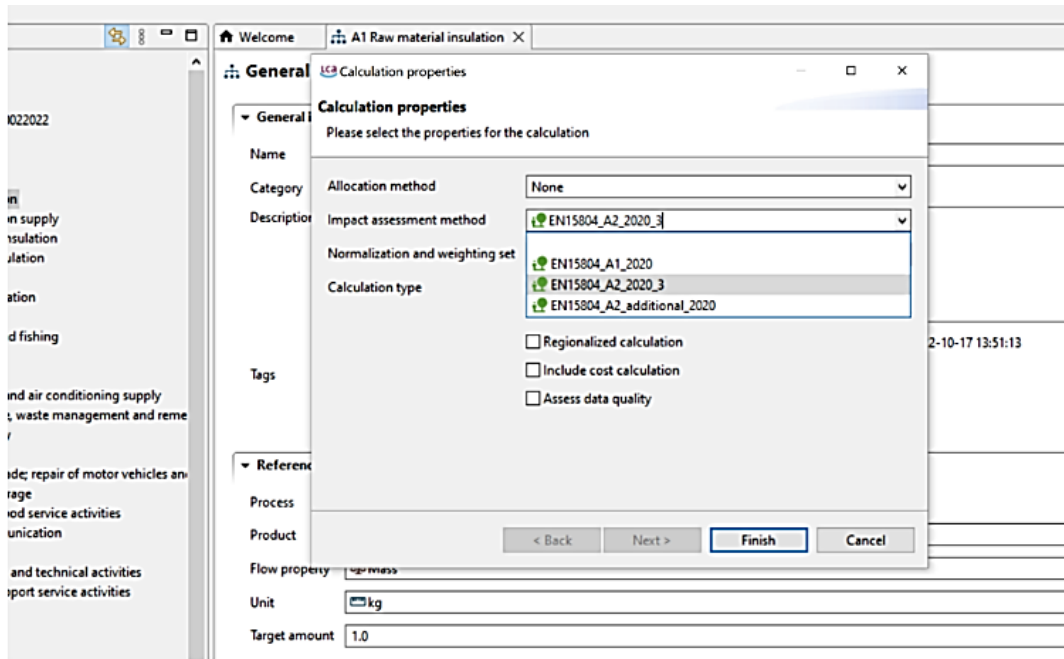 Welcome
A1 Raw material insulation
General
Calculation properties
Calculation properties
Please select the properties for the calculation
General i
0022022
Name
Category
Description
Allocation method
None
Impact assessment method
EN15804_A2_2020_3
Normalization and weighting set
EN15804_A1_2020
EN15804_A2_2020_3
Calculation type
EN15804_A2_additional_2020
on
on supply
nsulation
ulation
ation
d fishing
Regionalized calculation
2-10-17 13:51:13
Tags
Include cost calculation
and air conditioning supply
Assess data quality
, waste management and reme
y
ade; repair of motor vehicles an
rage
ood service activities
unication
and technical activities
pport service activities
Reference
Process
Product
< Back
Next >
Finish
Cancel
Flow property
Mass
Unit
kg
Target amount
1.0